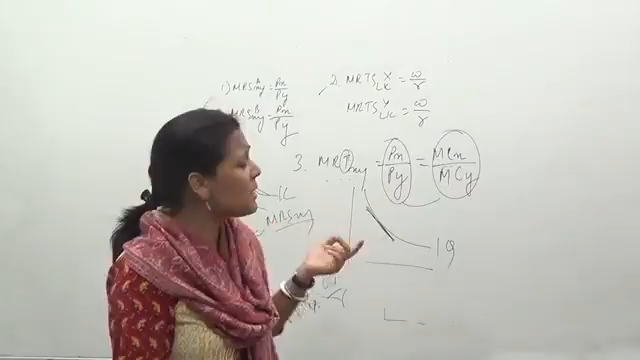 1) MRS^A_xy = Px/Py
MRS^B_xy = Px/Py
2. MRTS^X_LK = w/r
MRTS^Y_LK = w/r
3. MRT_xy = Px/Py = MCx/MCy
IC
MRSxy
IQ
L